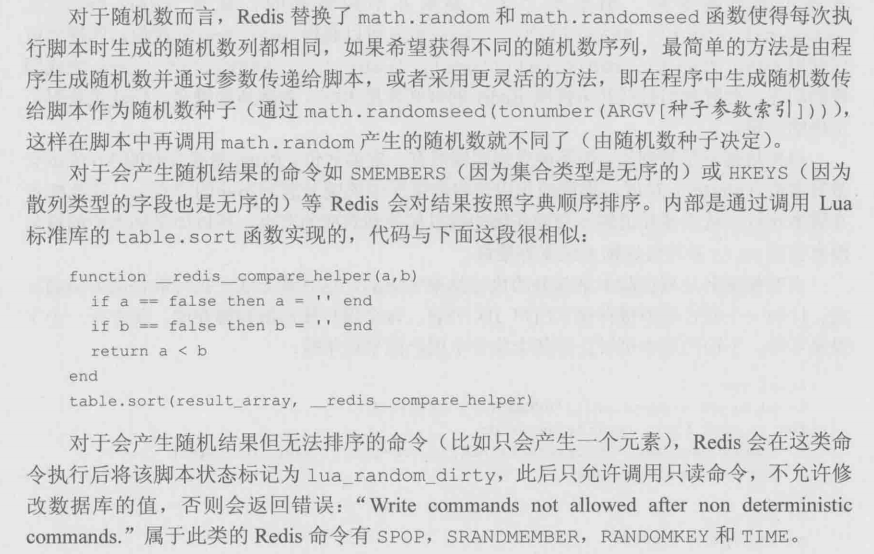 对于随机数而言，Redis 替换了 math.random 和 math.randomseed 函数使得每次执
行脚本时生成的随机数列都相同，如果希望获得不同的随机数序列，最简单的方法是由程
序生成随机数并通过参数传递给脚本，或者采用更灵活的方法，即在程序中生成随机数传
给脚本作为随机数种子（通过 math.randomseed(tonumber(ARGV[种子参数索引]))），
这样在脚本中再调用 math.random 产生的随机数就不同了（由随机数种子决定）。
对于会产生随机结果的命令如 SMEMBERS（因为集合类型是无序的）或 HKEYS（因为
散列类型的字段也是无序的）等 Redis 会对结果按照字典顺序排序。内部是通过调用 Lua
标准库的 table.sort 函数实现的，代码与下面这段很相似：
function __redis__compare_helper(a,b)
if a == false then a = '' end
if b == false then b = '' end
return a < b
end
table.sort(result_array, __redis__compare_helper)
对于会产生随机结果但无法排序的命令（比如只会产生一个元素），Redis 会在这类命
令执行后将该脚本状态标记为 lua_random_dirty，此后只允许调用只读命令，不允许修
改数据库的值，否则会返回错误：“Write commands not allowed after non deterministic
commands.”属于此类的 Redis 命令有 SPOP，SRANDMEMBER，RANDOMKEY 和 TIME。